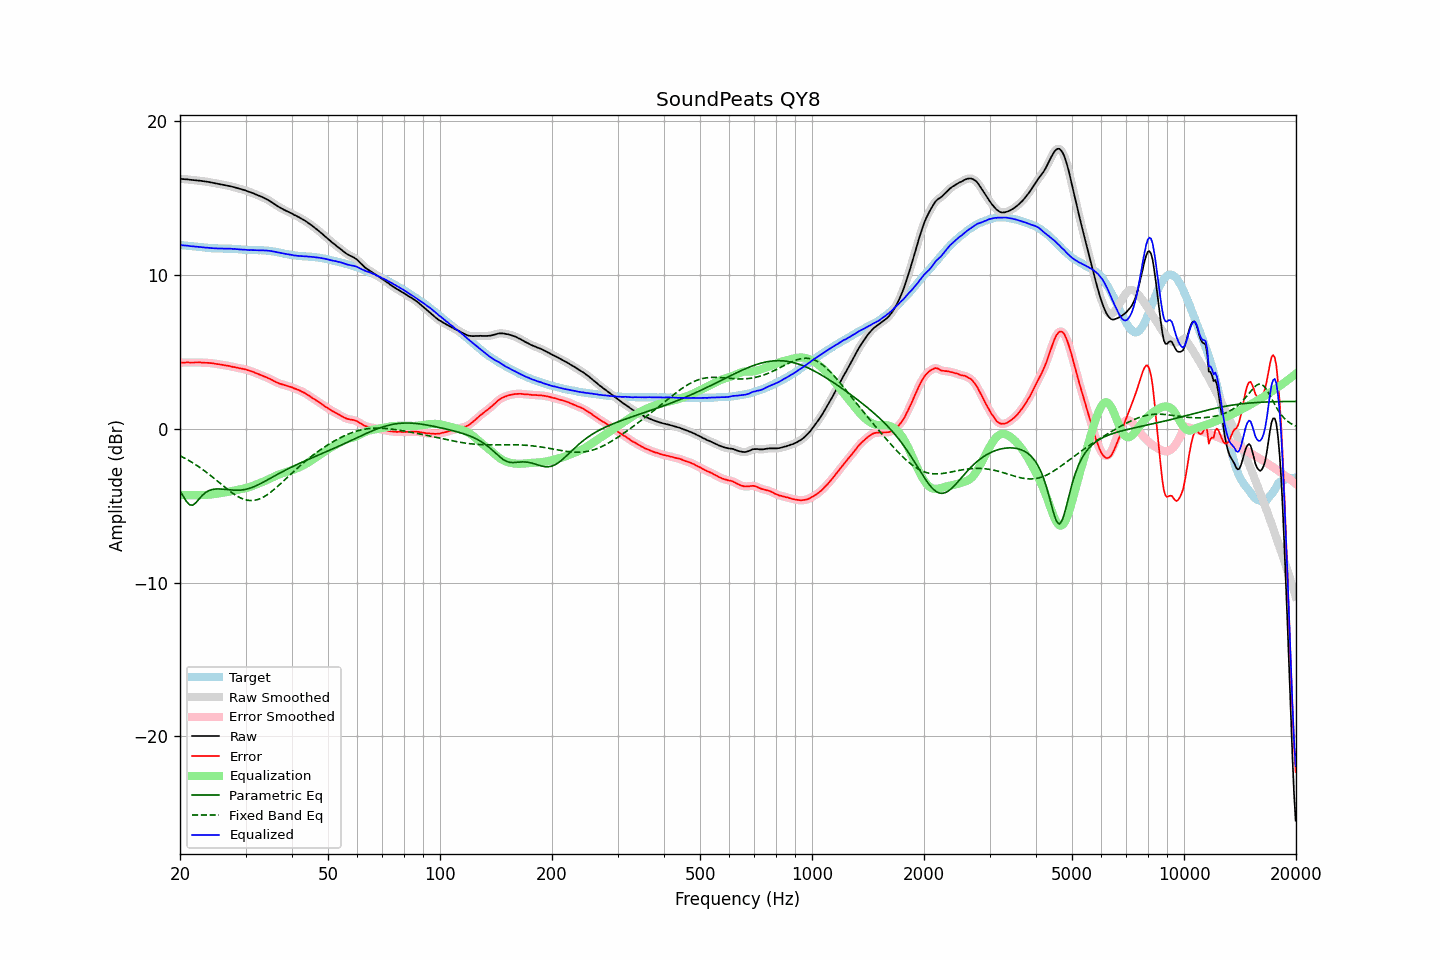 SoundPeats QY8
20
10
0
−10
−20
Amplitude (dBr)
Target
Raw Smoothed
Error Smoothed
Raw
Error
Equalization
Parametric Eq
Fixed Band Eq
Equalized
20 50 100 200 500 1000 2000 5000 10000 20000
Frequency (Hz)